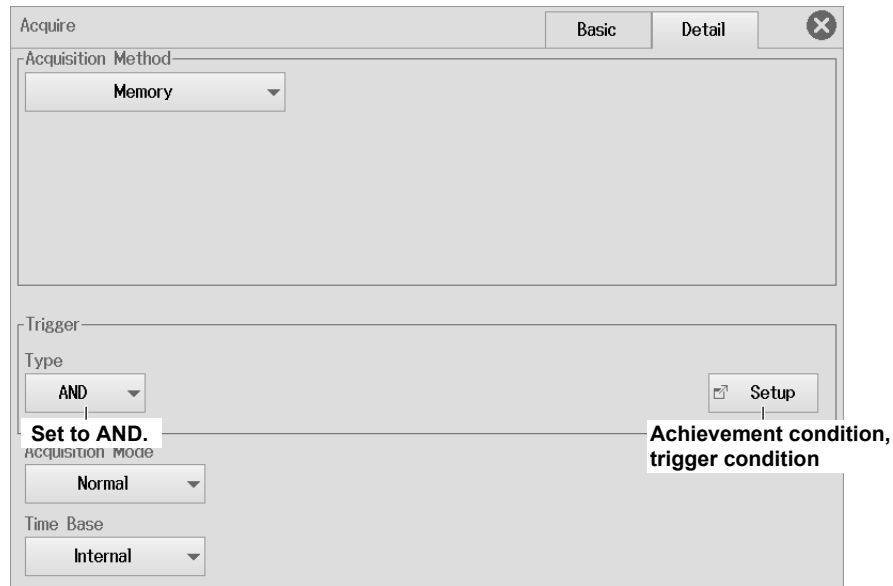 Acquire
Basic
Detail
Acquisition Method
Memory
Trigger
Type
AND
Setup
Set to AND.
Achievement condition,
trigger condition
Acquisition Mode
Normal
Time Base
Internal